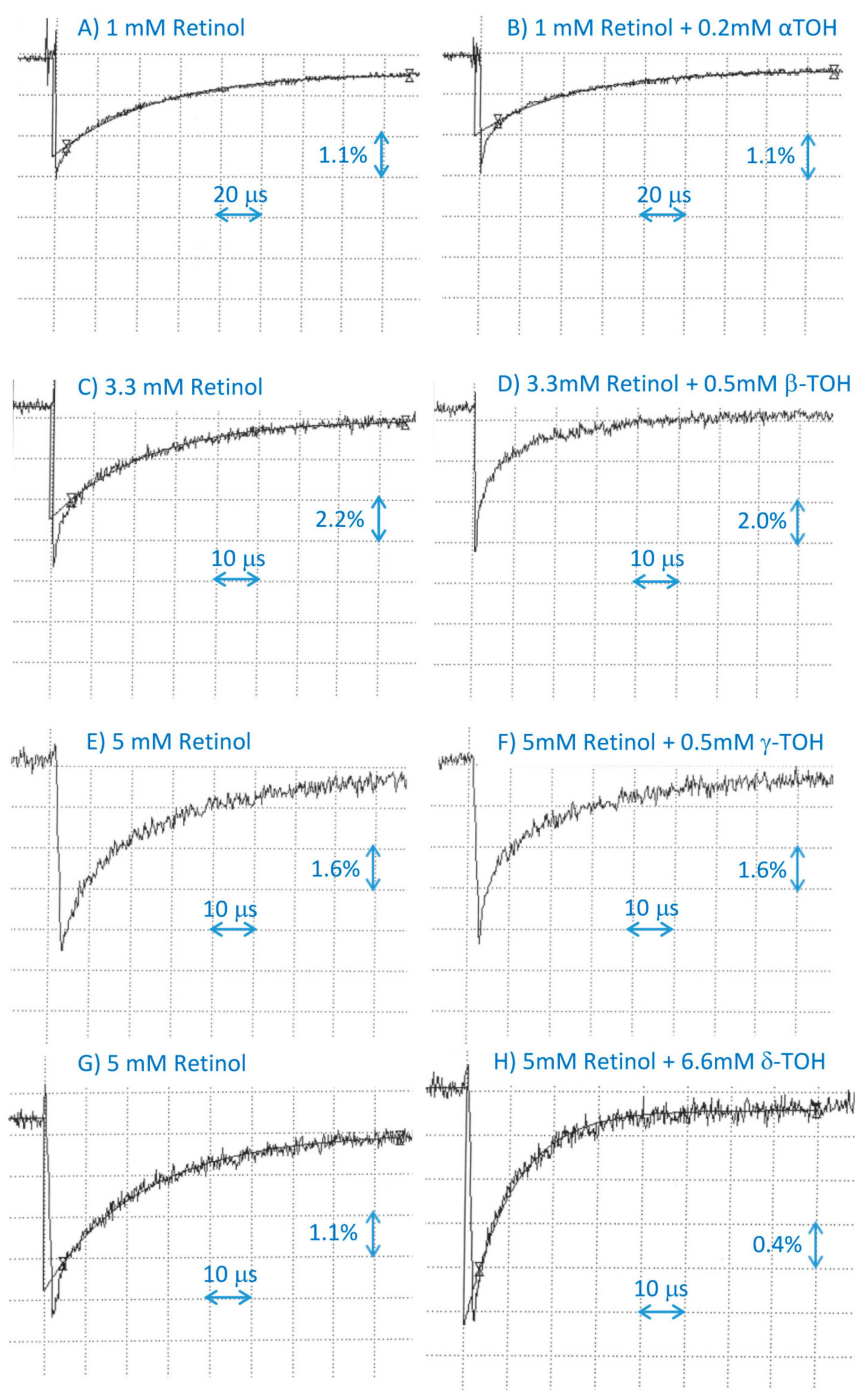 A) 1 mM Retinol
B) 1 mM Retinol + 0.2mM αTOH
1.1%
20 μs
1.1%
20 μs
C) 3.3 mM Retinol
D) 3.3mM Retinol + 0.5mM β-TOH
2.2%
10 μs
2.0%
10 μs
E) 5 mM Retinol
F) 5mM Retinol + 0.5mM γ-TOH
1.6%
10 μs
1.6%
10 μs
G) 5 mM Retinol
H) 5mM Retinol + 6.6mM δ-TOH
1.1%
10 μs
0.4%
10 μs